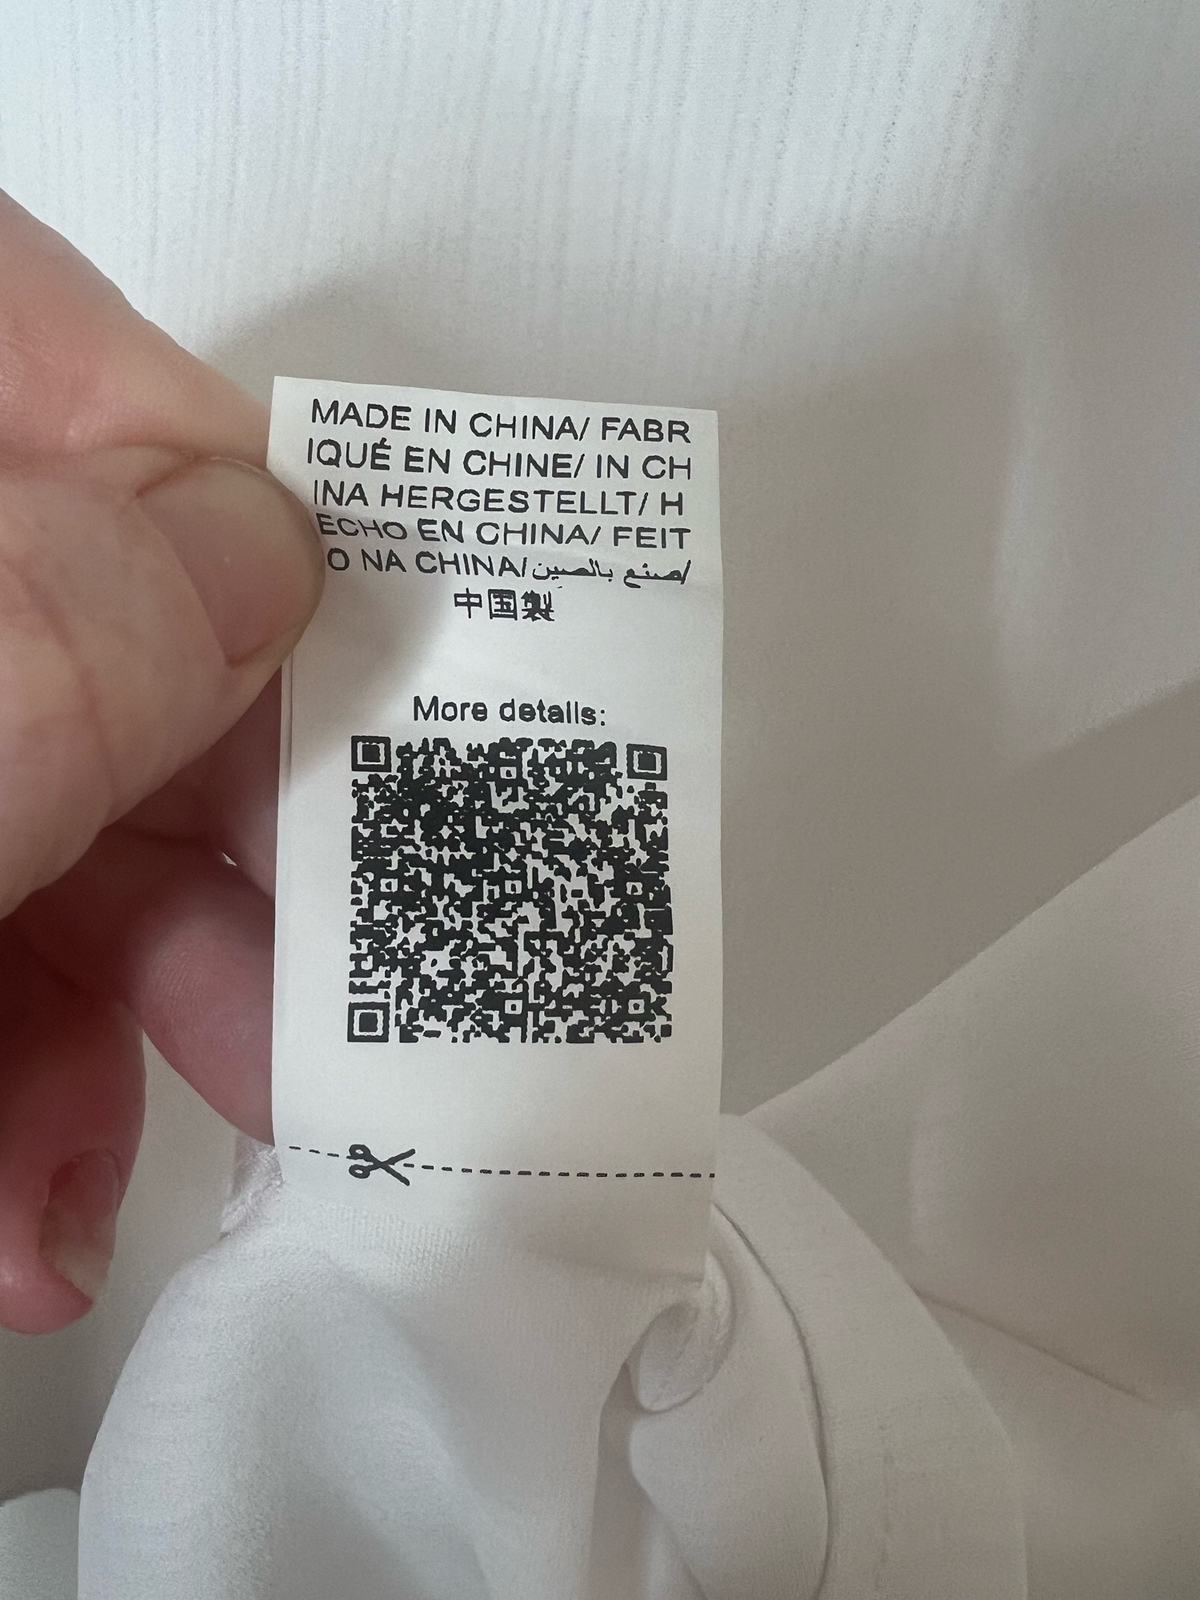 MADE IN CHINA/ FABR
IQUÉ EN CHINE/ IN CH
INA HERGESTELLT/ H
ECHO EN CHINA/ FEIT
O NA CHINA/صنع بالصين/
中国製
More details: